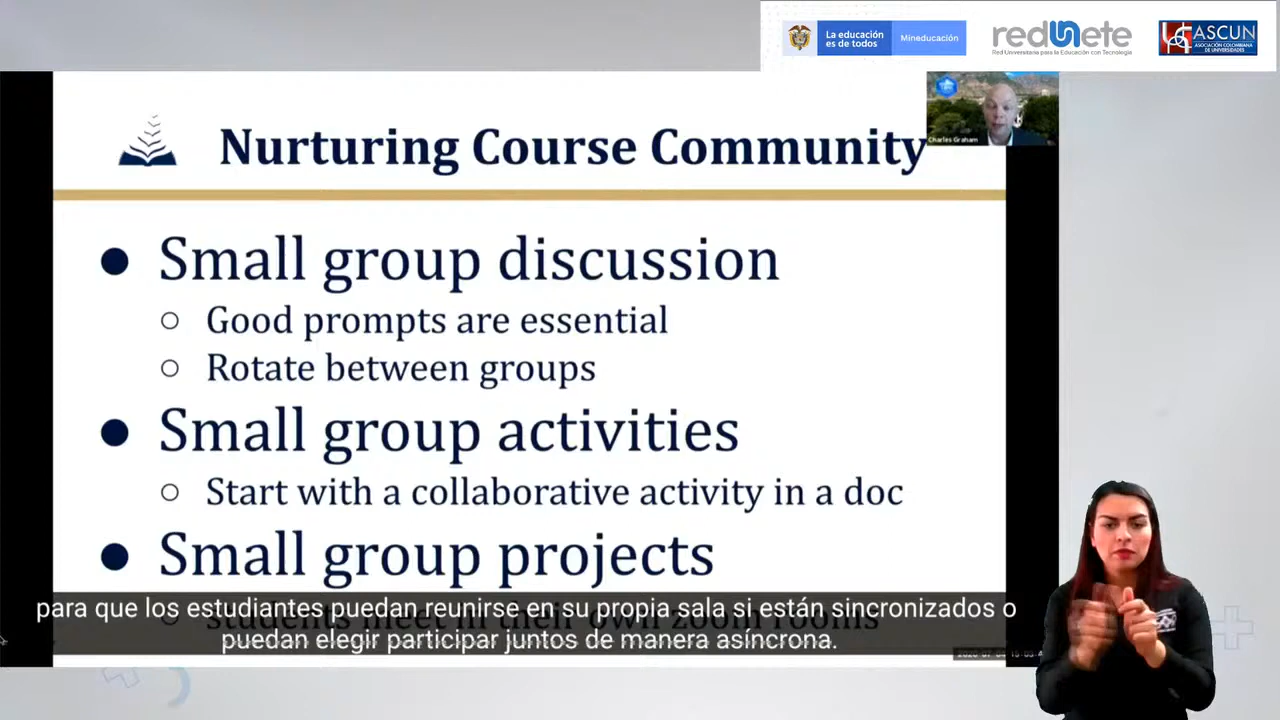 La educación
es de todos
Mineducación
redunete
Red Universitaria para la Educación con Tecnología
ASCUN
ASOCIACIÓN COLOMBIANA
DE UNIVERSIDADES
Charles Graham
Nurturing Course Community
● Small group discussion
○ Good prompts are essential
○ Rotate between groups
● Small group activities
○ Start with a collaborative activity in a doc
● Small group projects
○ students meet in their own zoom rooms
para que los estudiantes puedan reunirse en su propia sala si están sincronizados o
puedan elegir participar juntos de manera asíncrona.